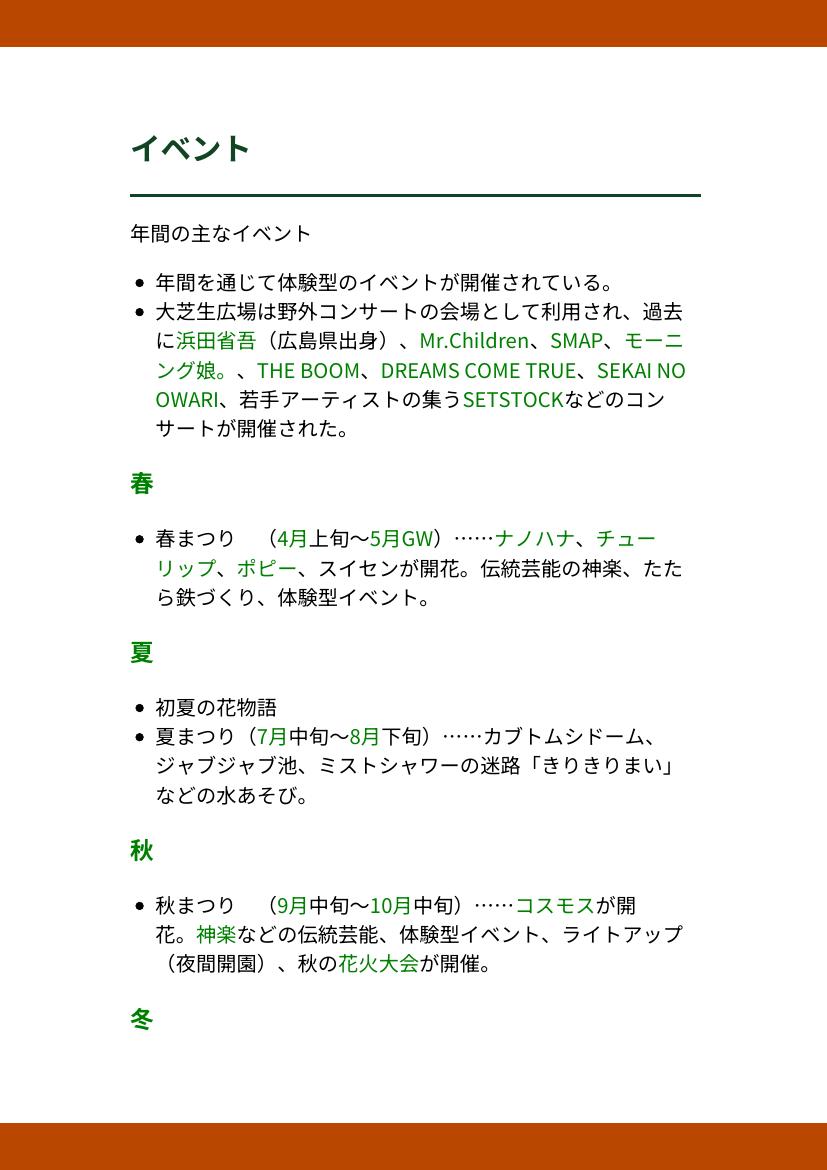 イベント
年間の主なイベント
年間を通じて体験型のイベントが開催されている。
大芝生広場は野外コンサートの会場として利用され、過去
に浜田省吾（広島県出身）、Mr.Children、SMAP、モーニ
ング娘。、THE BOOM、DREAMS COME TRUE、SEKAI NO
OWARI、若手アーティストの集うSETSTOCKなどのコン
サートが開催された。
春
春まつり　（4月上旬〜5月GW）……ナノハナ、チュー
リップ、ポピー、スイセンが開花。伝統芸能の神楽、たた
ら鉄づくり、体験型イベント。
夏
初夏の花物語
夏まつり（7月中旬〜8月下旬）……カブトムシドーム、
ジャブジャブ池、ミストシャワーの迷路「きりきりまい」
などの水あそび。
秋
秋まつり　（9月中旬〜10月中旬）……コスモスが開
花。神楽などの伝統芸能、体験型イベント、ライトアップ
（夜間開園）、秋の花火大会が開催。
冬